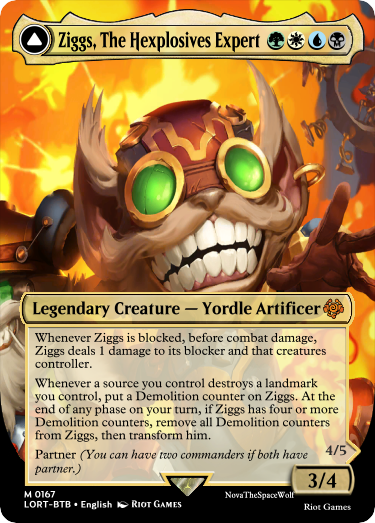 Ziggs, The Hexplosives Expert
Legendary Creature — Yordle Artificer
Whenever Ziggs is blocked, before combat damage,
Ziggs deals 1 damage to its blocker and that creatures
controller.
Whenever a source you control destroys a landmark
you control, put a Demolition counter on Ziggs. At the
end of any phase on your turn, if Ziggs has four or more
Demolition counters, remove all Demolition counters
from Ziggs, then transform him.
Partner (You can have two commanders if both have
partner.)
4/5
3/4
M 0167
LORT-BTB • English RIOT GAMES
NovaTheSpaceWolf
Riot Games